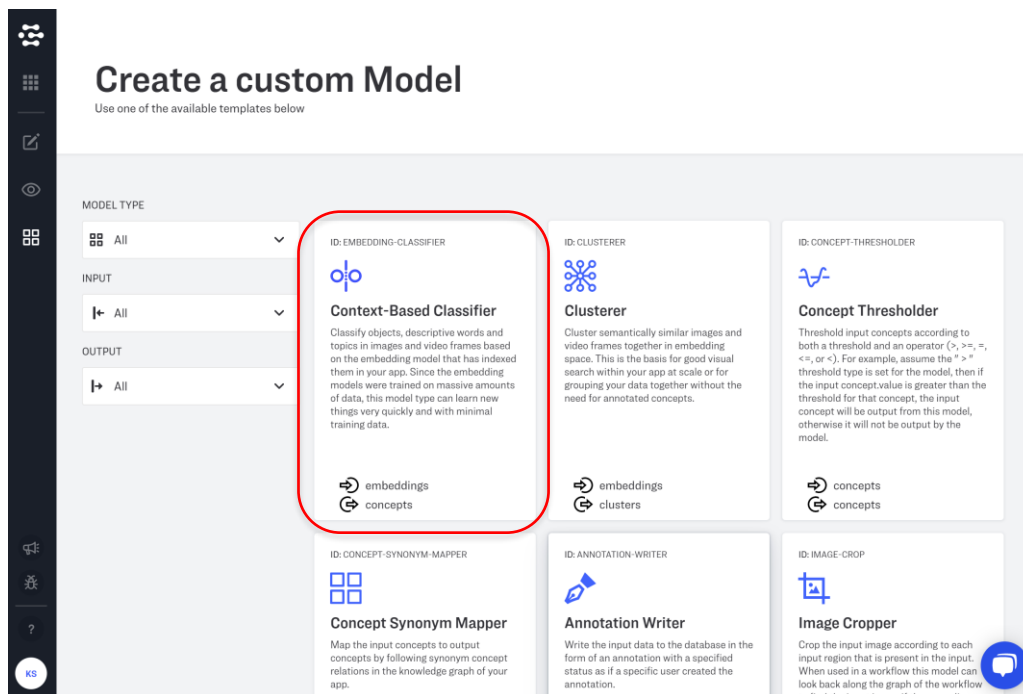 Create a custom Model
Use one of the available templates below
MODEL TYPE
All
INPUT
All
OUTPUT
All
ID: EMBEDDING-CLASSIFIER
Context-Based Classifier
Classify objects, descriptive words and
topics in images and video frames based
on the embedding model that has indexed
them in your app. Since the embedding
models were trained on massive amounts
of data, this model type can learn new
things very quickly and with minimal
training data.
embeddings
concepts
ID: CLUSTERER
Clusterer
Cluster semantically similar images and
video frames together in embedding
space. This is the basis for good visual
search within your app at scale or for
grouping your data together without the
need for annotated concepts.
embeddings
clusters
ID: CONCEPT-THRESHOLDER
Concept Thresholder
Threshold input concepts according to
both a threshold and an operator (>, >=, =,
<=, or <). For example, assume the " > "
threshold type is set for the model, then if
the input concept.value is greater than the
threshold for that concept, the input
concept will be output from this model,
otherwise it will not be output by the
model.
concepts
concepts
ID: CONCEPT-SYNONYM-MAPPER
Concept Synonym Mapper
Map the input concepts to output
concepts by following synonym concept
relations in the knowledge graph of your
app.
ID: ANNOTATION-WRITER
Annotation Writer
Write the input data to the database in the
form of an annotation with a specified
status as if a specific user created the
annotation.
ID: IMAGE-CROP
Image Cropper
Crop the input image according to each
input region that is present in the input.
When used in a workflow this model can
look back along the graph of the workflow
?
KS